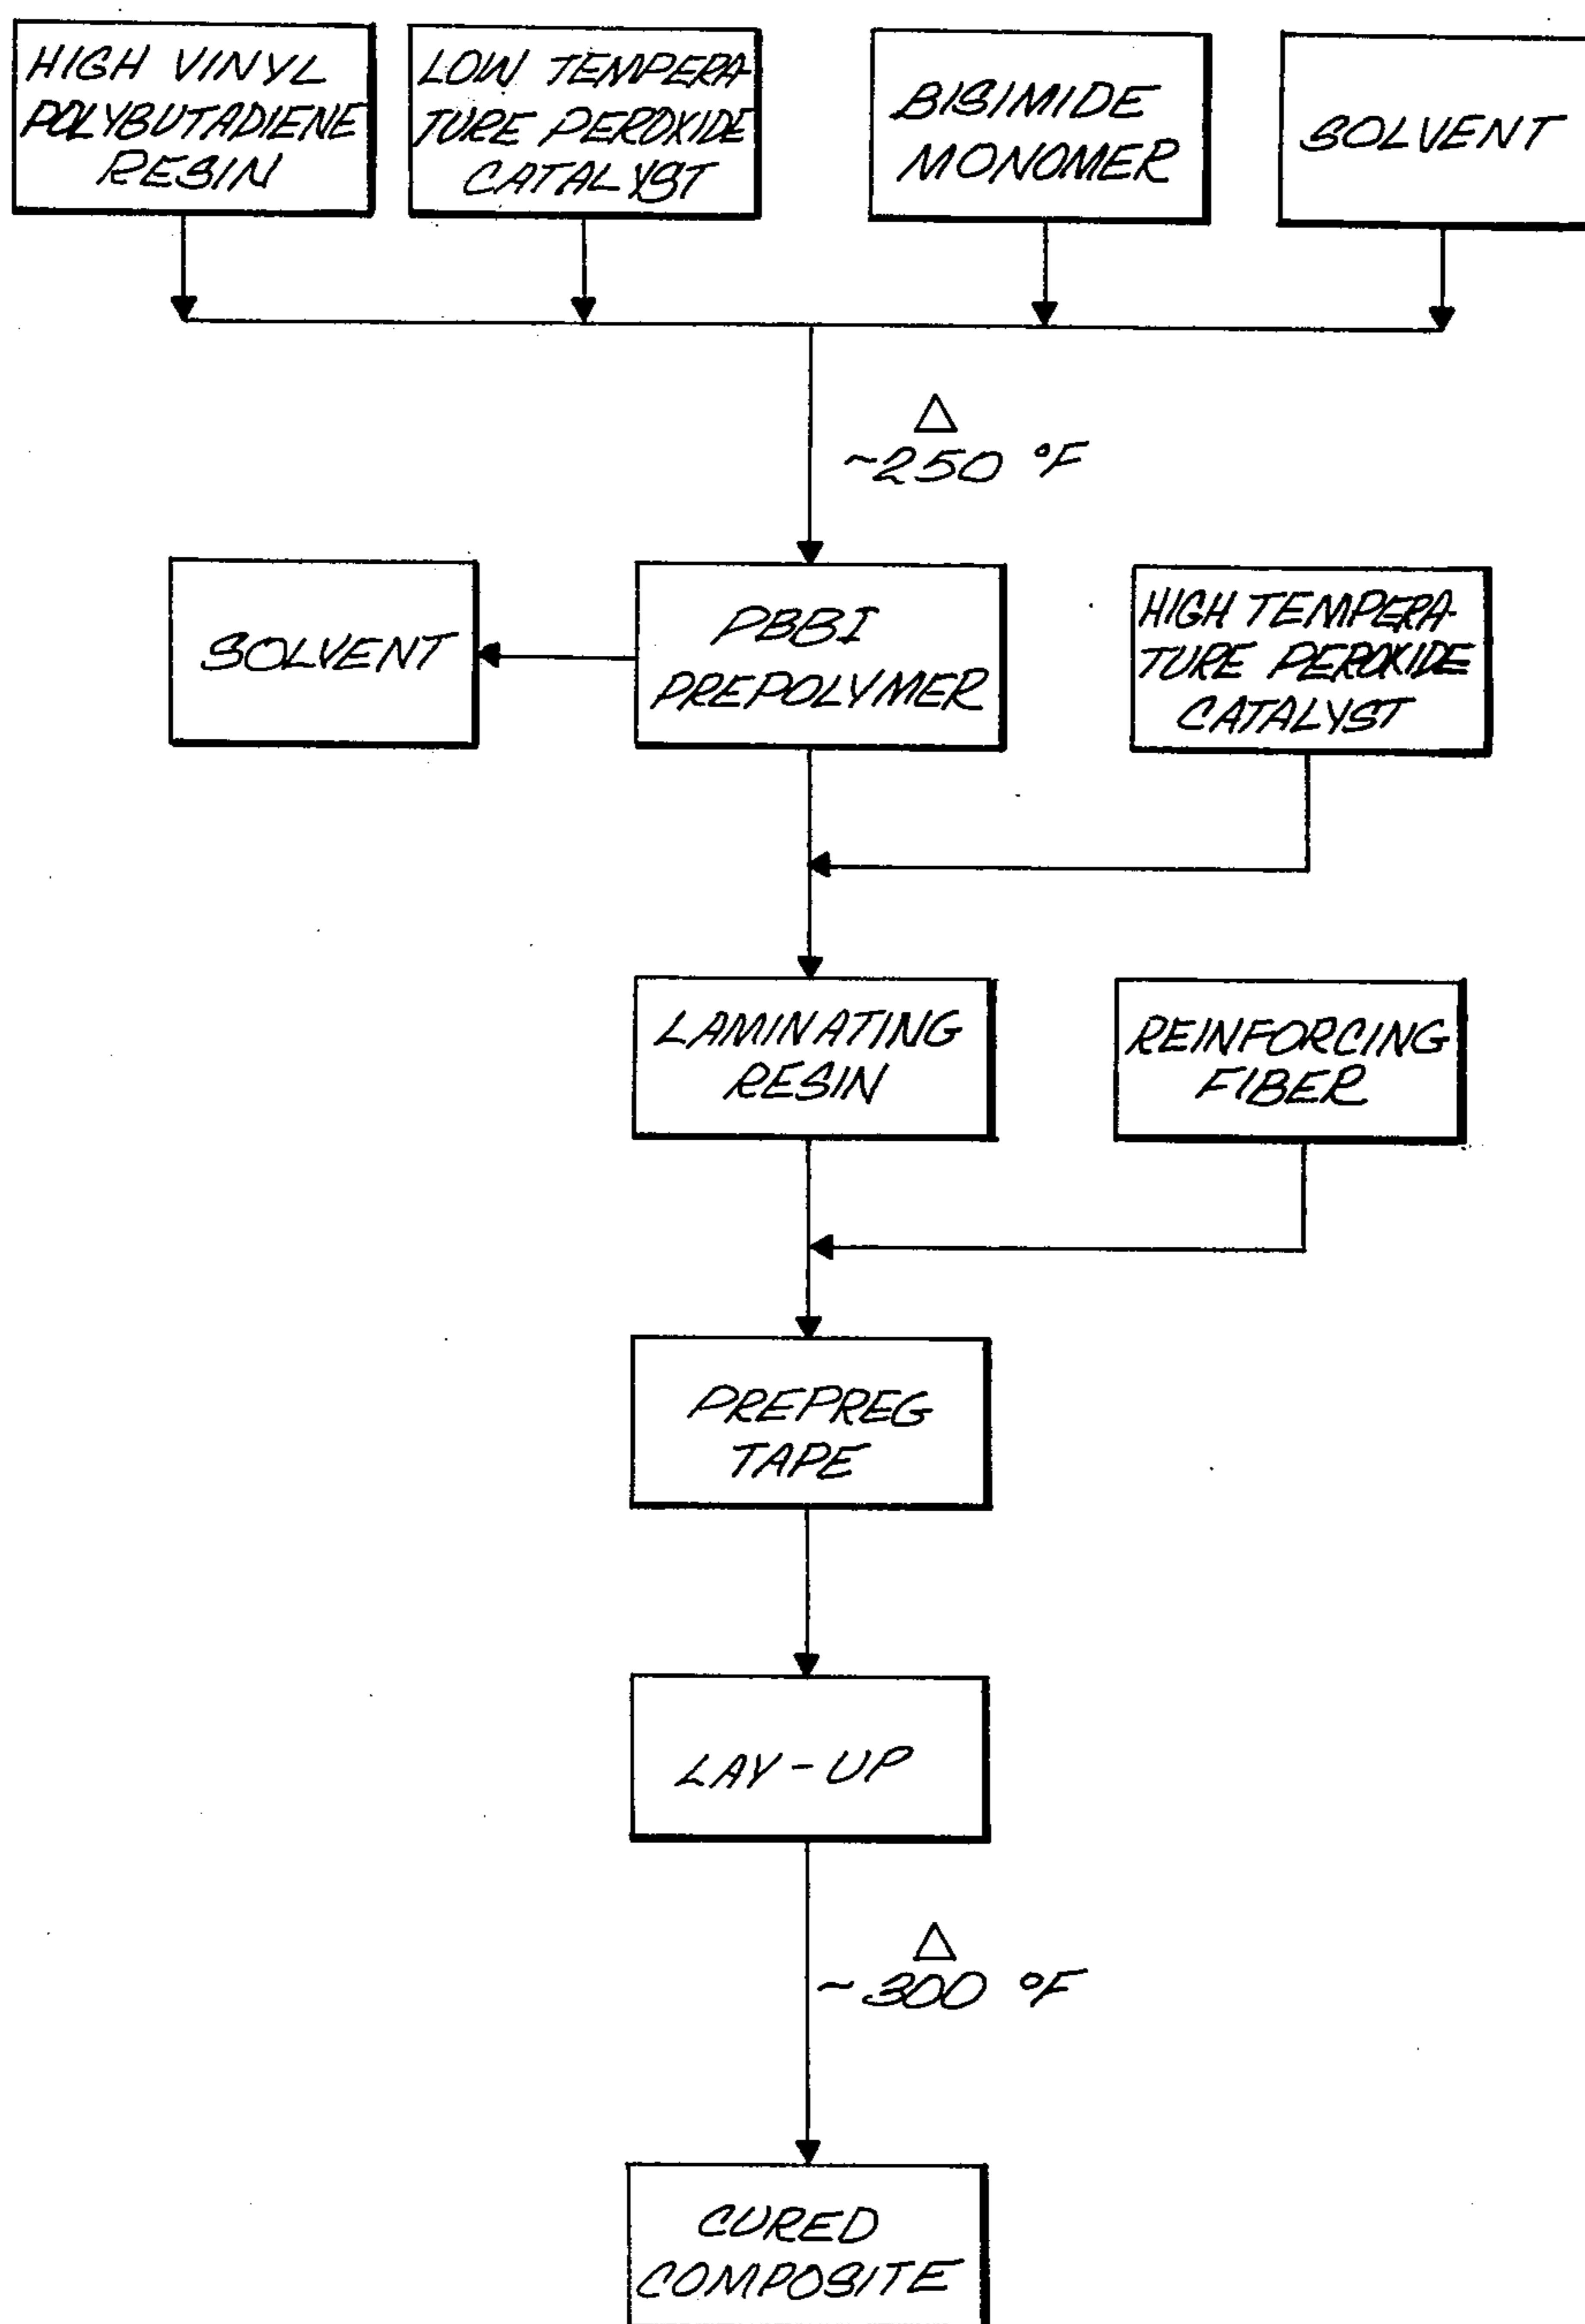 HIGH VINYL
POLYBUTADIENE
RESIN
LOW TEMPERA-
TURE PEROXIDE
CATALYST
BISIMIDE
MONOMER
SOLVENT
△
~250 °F
SOLVENT
PBBI
PREPOLYMER
HIGH TEMPERA-
TURE PEROXIDE
CATALYST
LAMINATING
RESIN
REINFORCING
FIBER
PREPREG
TAPE
LAY-UP
△
~300 °F
CURED
COMPOSITE